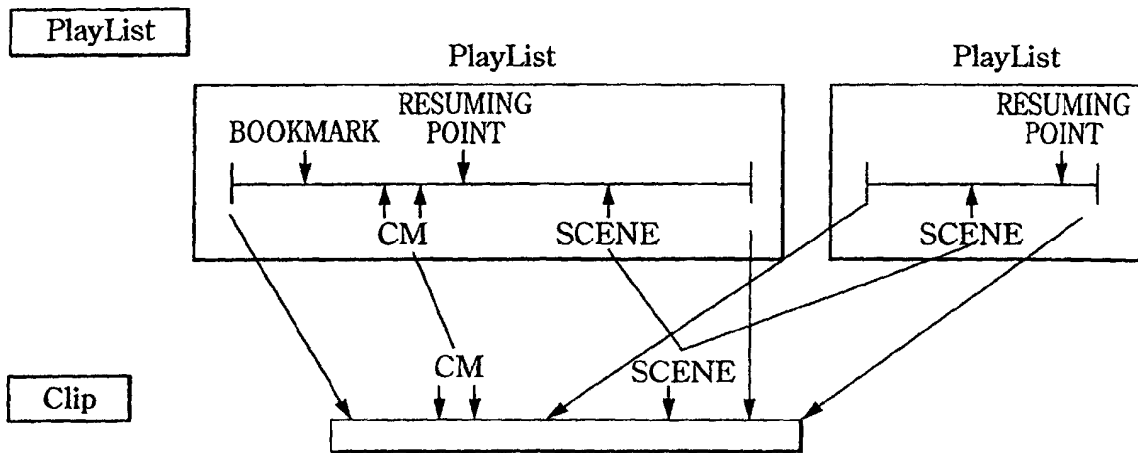 PlayList
PlayList
PlayList
RESUMING
POINT
BOOKMARK
RESUMING
POINT
CM
SCENE
SCENE
CM
SCENE
Clip